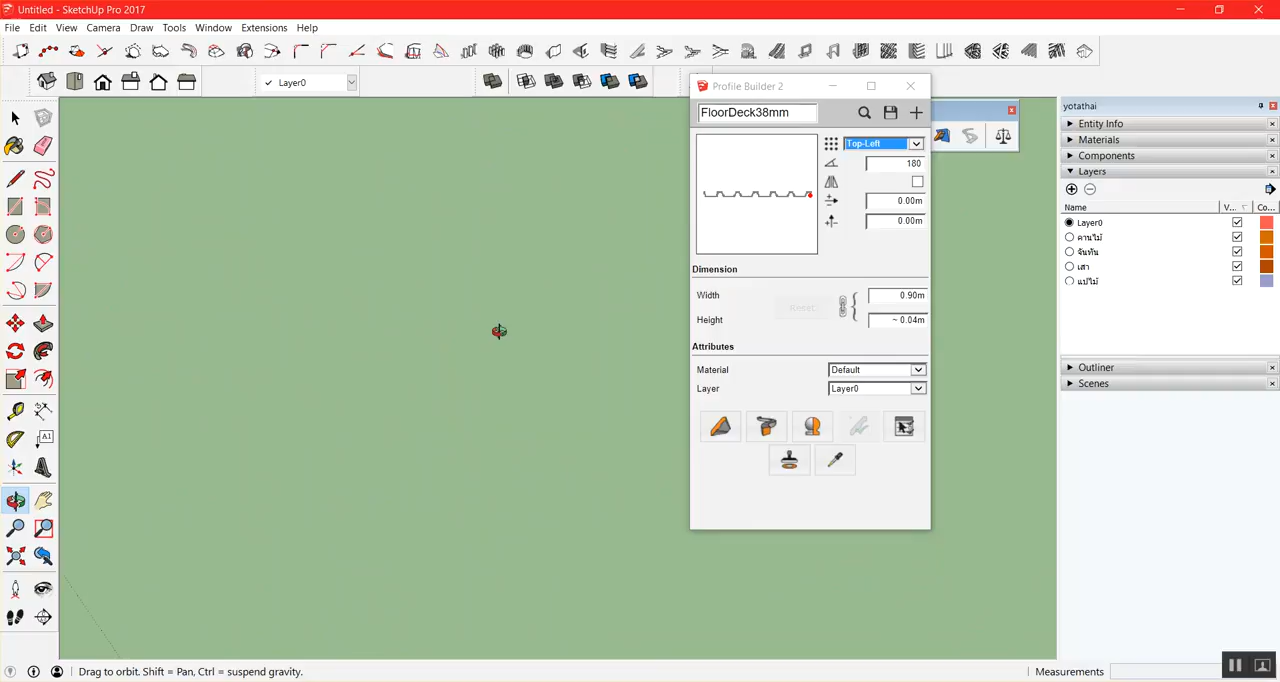 Untitled - SketchUp Pro 2017
File Edit View Camera Draw Tools Window Extensions Help
Layer0
Profile Builder 2
FloorDeck38mm
Top-Left
180
0.00m
0.00m
Dimension
Width 0.90m
Reset
Height ~ 0.04m
Attributes
Material Default
Layer Layer0
yotathai
Entity Info
Materials
Components
Layers
Name V... Co...
Layer0
คานไม้
จันทัน
เสา
แปไม้
Outliner
Scenes
A1
Drag to orbit. Shift = Pan, Ctrl = suspend gravity.
Measurements